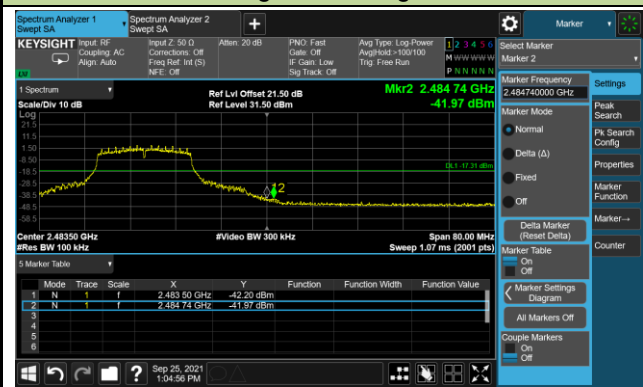 Spectrum Analyzer 1
Swept SA
Spectrum Analyzer 2
Swept SA
Marker
KEYSIGHT
Input: RF
Coupling: AC
Align: Auto
Input Z: 50 Ω
Corrections: Off
Freq Ref: Int (S)
NFE: Off
Atten: 20 dB
PNO: Fast
Gate: Off
IF Gain: Low
Sig Track: Off
Avg Type: Log-Power
Avg|Hold:>100/100
Trig: Free Run
1 2 3 4 5 6
M W W W W W
P N N N N N
Select Marker
Marker 2
Marker Frequency
2.484740000 GHz
Marker Mode
Normal
Delta (Δ)
Fixed
Off
Delta Marker
(Reset Delta)
Marker Table
On
Off
Marker Settings
Diagram
All Markers Off
Couple Markers
On
Off
Settings
Peak
Search
Pk Search
Config
Properties
Marker
Function
Marker→
Counter
1 Spectrum
Scale/Div 10 dB
Log
Ref Lvl Offset 21.50 dB
Ref Level 31.50 dBm
Mkr2 2.484 74 GHz
-41.97 dBm
21.5
11.5
1.50
-8.50
-18.5
-28.5
-38.5
-48.5
-58.5
DL1 -17.31 dBm
2
Center 2.48350 GHz
#Res BW 100 kHz
#Video BW 300 kHz
Span 80.00 MHz
Sweep 1.07 ms (2001 pts)
5 Marker Table
Mode Trace Scale X Y Function Function Width Function Value
1 N 1 f 2.483 50 GHz -42.20 dBm
2 N 1 f 2.484 74 GHz -41.97 dBm
3
4
5
6
Sep 25, 2021
1:04:56 PM